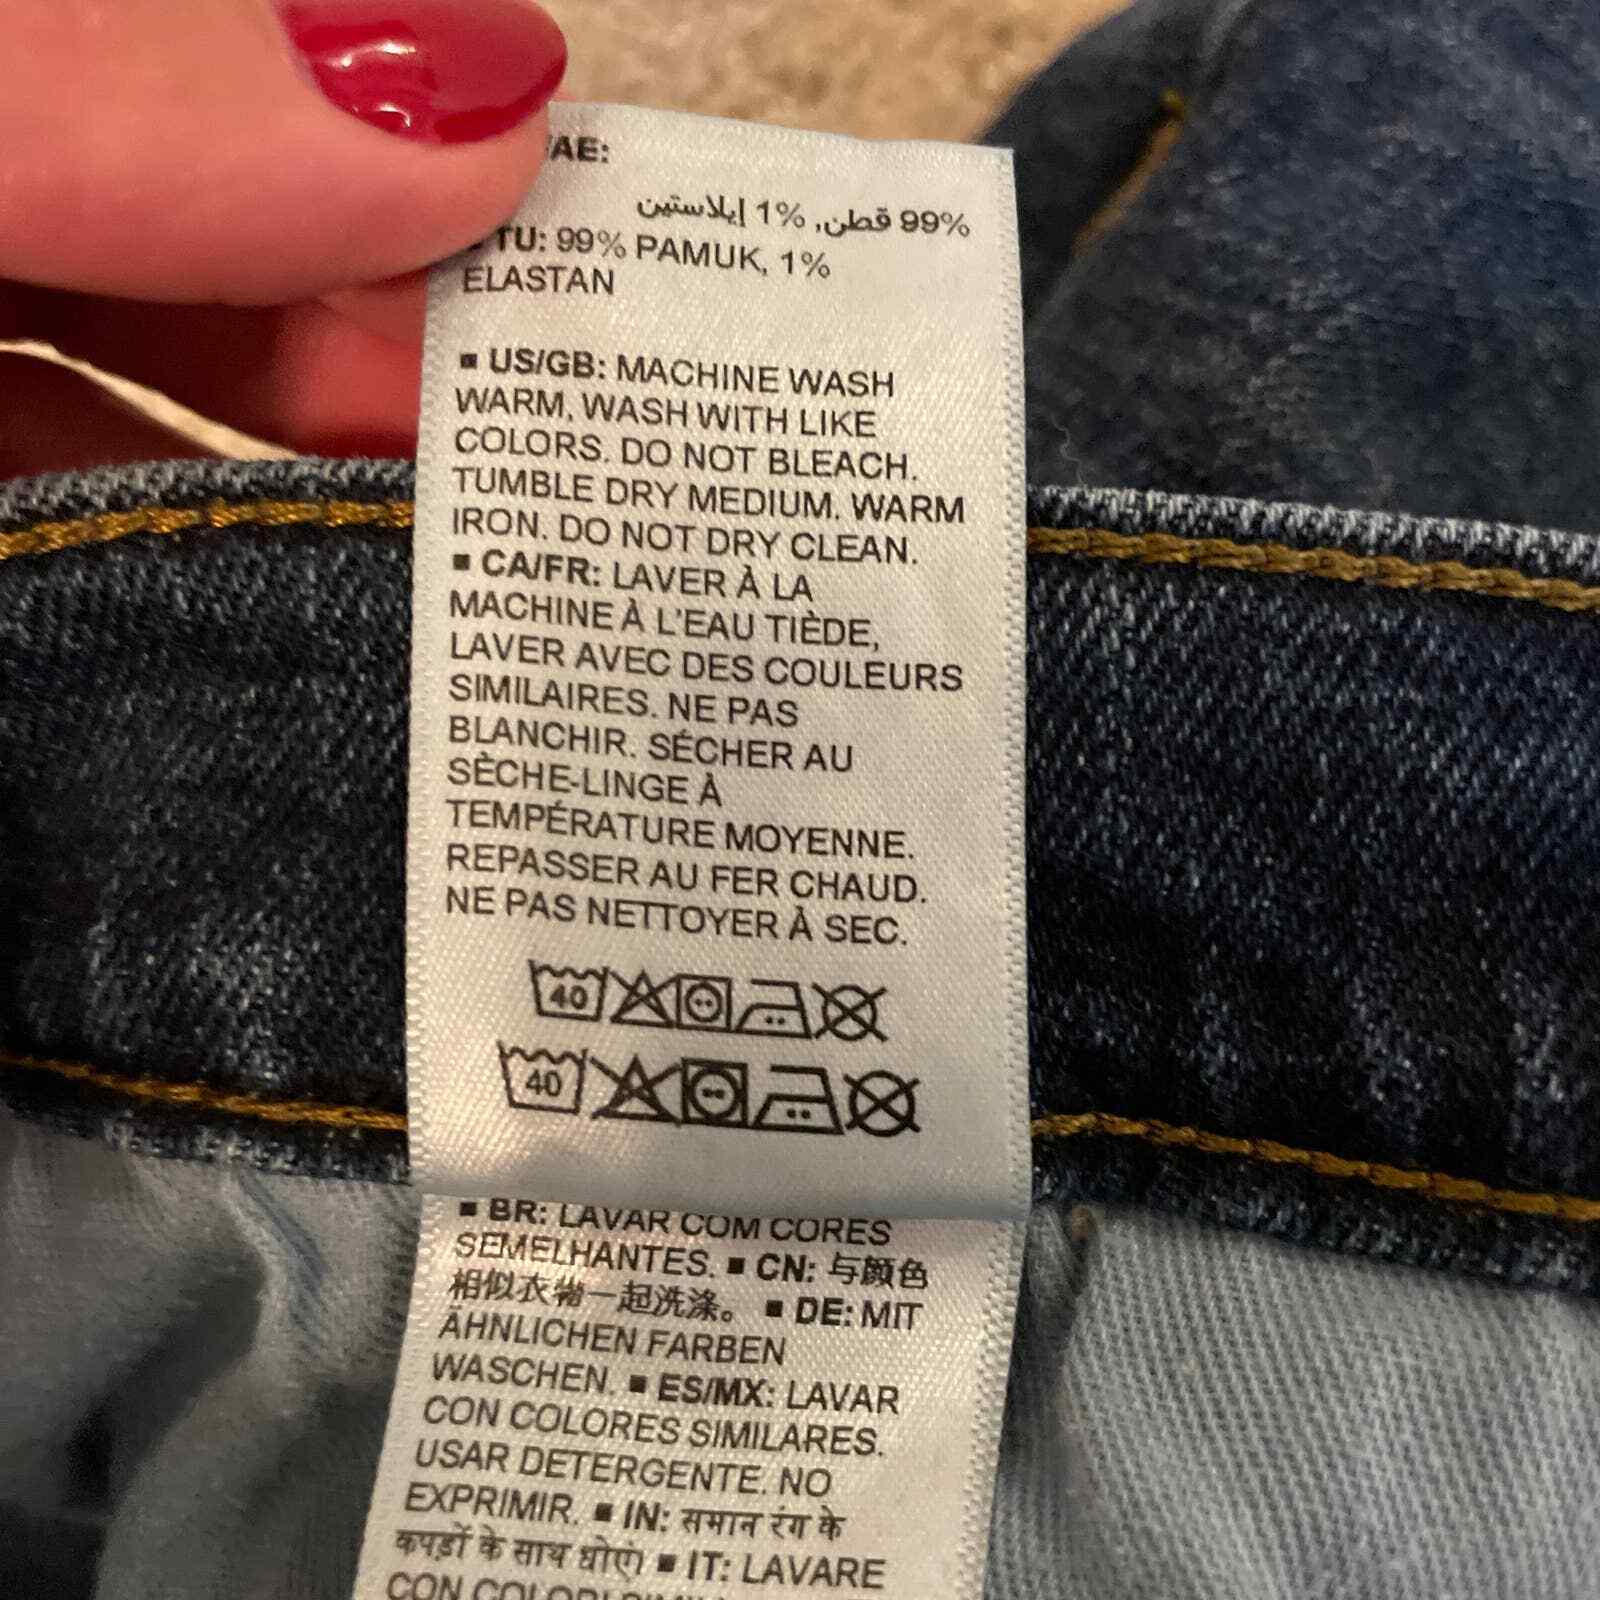 AE:
99% قطن, 1% إيلاستين
TU: 99% PAMUK, 1%
ELASTAN
▪ US/GB: MACHINE WASH
WARM. WASH WITH LIKE
COLORS. DO NOT BLEACH.
TUMBLE DRY MEDIUM. WARM
IRON. DO NOT DRY CLEAN.
▪ CA/FR: LAVER À LA
MACHINE À L'EAU TIÈDE,
LAVER AVEC DES COULEURS
SIMILAIRES. NE PAS
BLANCHIR. SÉCHER AU
SÈCHE-LINGE À
TEMPÉRATURE MOYENNE.
REPASSER AU FER CHAUD.
NE PAS NETTOYER À SEC.
40
40
▪ BR: LAVAR COM CORES
SEMELHANTES. ▪ CN: 与颜色
相似衣物一起洗涤。 ▪ DE: MIT
ÄHNLICHEN FARBEN
WASCHEN. ▪ ES/MX: LAVAR
CON COLORES SIMILARES.
USAR DETERGENTE. NO
EXPRIMIR. ▪ IN: समान रंग के
कपड़ों के साथ धोएं। ▪ IT: LAVARE
CON COLORI